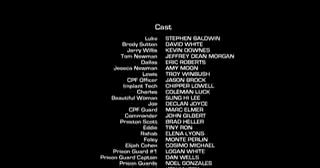 Cast
Luke STEPHEN BALDWIN
Brody Sutton DAVID WHITE
Jerry Willis KEVIN DOWNES
Tom Newman JEFFREY DEAN MORGAN
Dallas ERIC ROBERTS
Jessica Newman AMY MOON
Lewis TROY WINBUSH
CPF Officer JASON BROCK
Implant Tech CHIPPER LOWELL
Charles COLEMAN LUCK
Beautiful Woman SUNG HI LEE
Joe DECLAN JOYCE
CPF Guard MARC ELMER
Commander JOHN GILBERT
Preston Scott BRAD HELLER
Eddie TINY RON
Rahab ELENA LYONS
Foley MONTE PERLIN
Elijah Cohen COSIMO MICHAEL
Prison Guard #1 LOGAN WHITE
Prison Guard Captain DAN WELLS
Prison Guards NOEL GONZALES